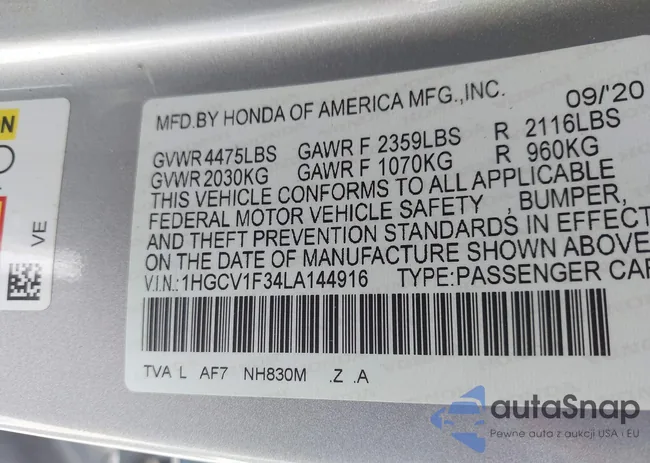 MFD.BY HONDA OF AMERICA MFG.,INC. 09/'20
GVWR 4475LBS GAWR F 2359LBS R 2116LBS
GVWR 2030KG GAWR F 1070KG R 960KG
THIS VEHICLE CONFORMS TO ALL APPLICABLE
FEDERAL MOTOR VEHICLE SAFETY , BUMPER,
AND THEFT PREVENTION STANDARDS IN EFFECT
ON THE DATE OF MANUFACTURE SHOWN ABOVE
V.I.N.:1HGCV1F34LA144916 TYPE:PASSENGER CAR
TVA L AF7 NH830M .Z .A
VE
autaSnap
Pewne auta z aukcji USA i EU